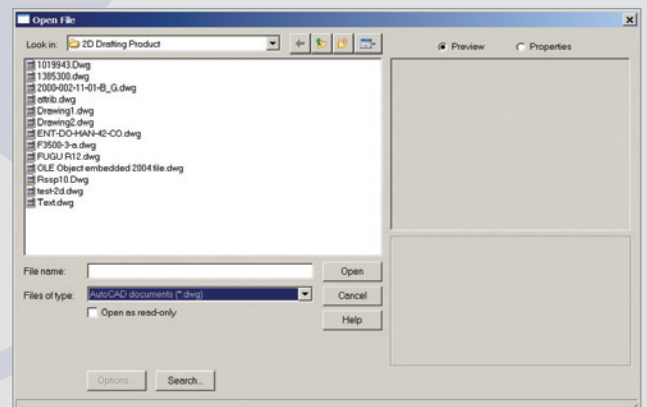 Open File
Look in: 2D Drafting Product
Preview Properties
1019943.Dwg
1385300.dwg
2000-002-11-01-B_G.dwg
attrib.dwg
Drawing1.dwg
Drawing2.dwg
ENT-DO-HAN-42-CO.dwg
F3500-3-a.dwg
FUGU R12.dwg
OLE Object embedded 2004 file.dwg
Rssp10.Dwg
test-2d.dwg
Text.dwg
File name: Open
Files of type: AutoCAD documents (*.dwg) Cancel
Open as read-only
Help
Options... Search...